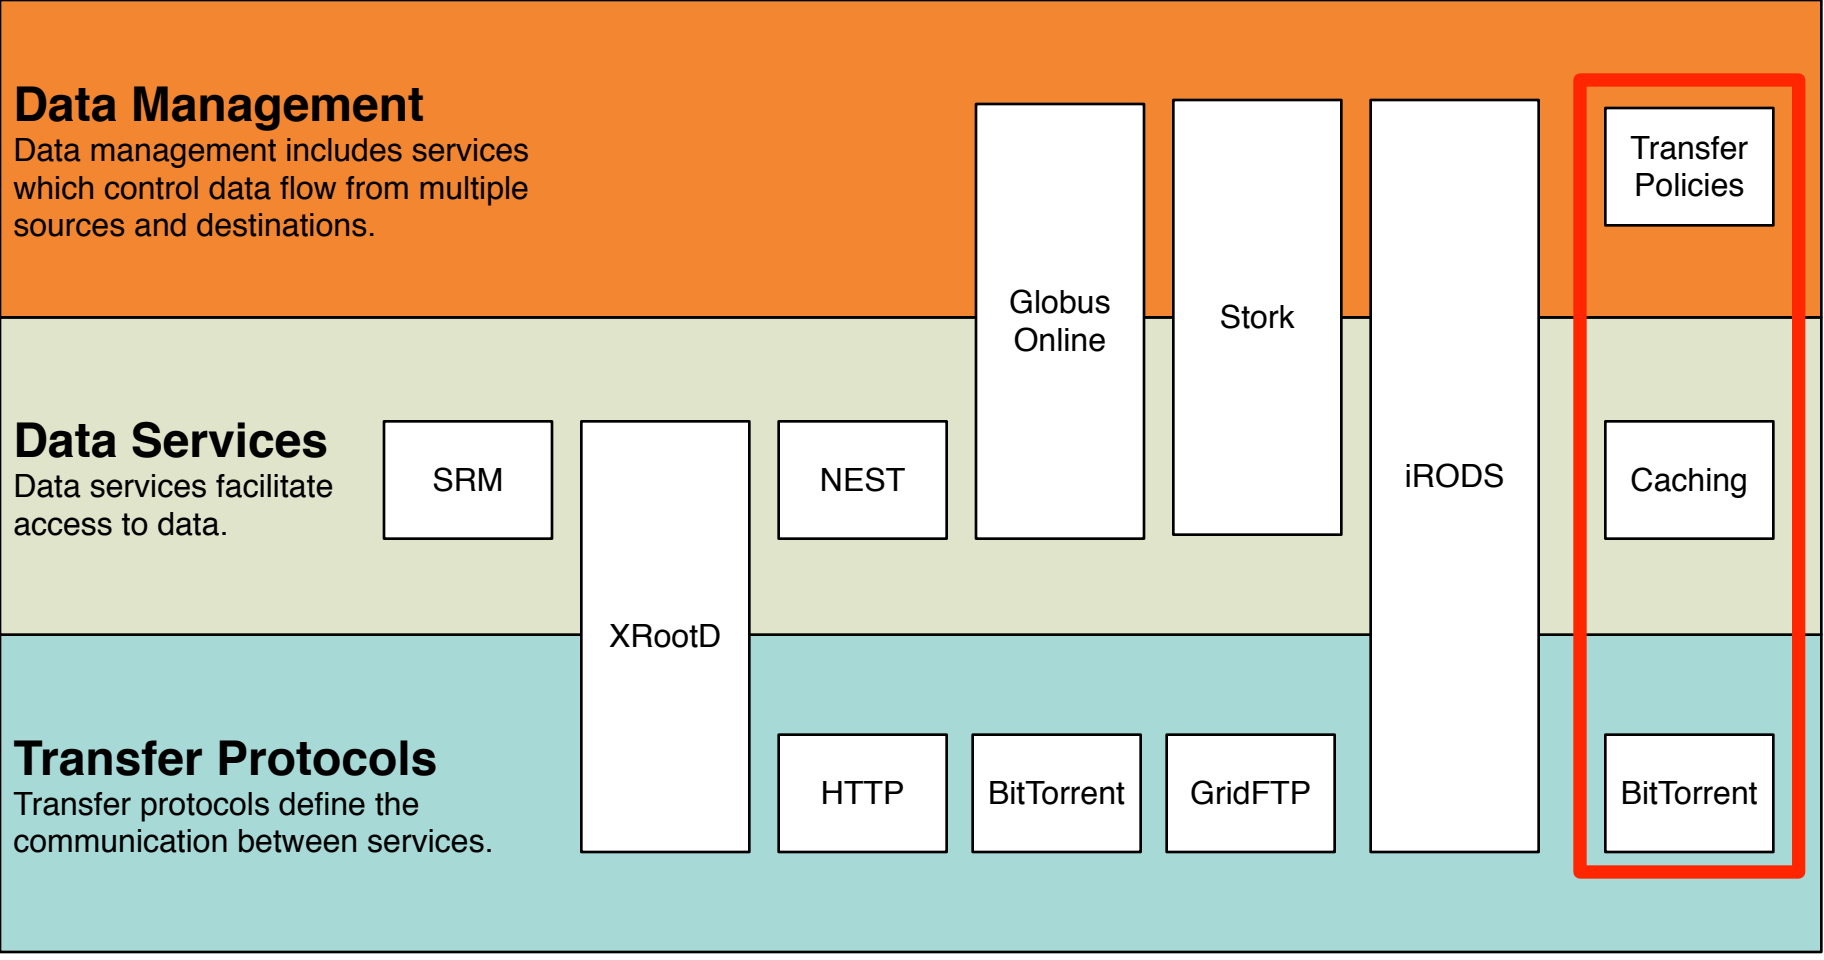 Data Management
Data management includes services
which control data flow from multiple
sources and destinations.
Globus
Online
Stork
Transfer
Policies
Data Services
Data services facilitate
access to data.
SRM
XRootD
NEST
iRODS
Caching
Transfer Protocols
Transfer protocols define the
communication between services.
HTTP
BitTorrent
GridFTP
BitTorrent